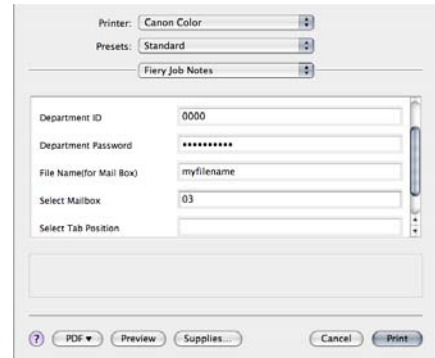 Printer: Canon Color
Presets: Standard
Fiery Job Notes
Department ID 0000
Department Password ••••••••••
File Name(for Mail Box) myfilename
Select Mailbox 03
Select Tab Position
? PDF ▼ Preview Supplies... Cancel Print